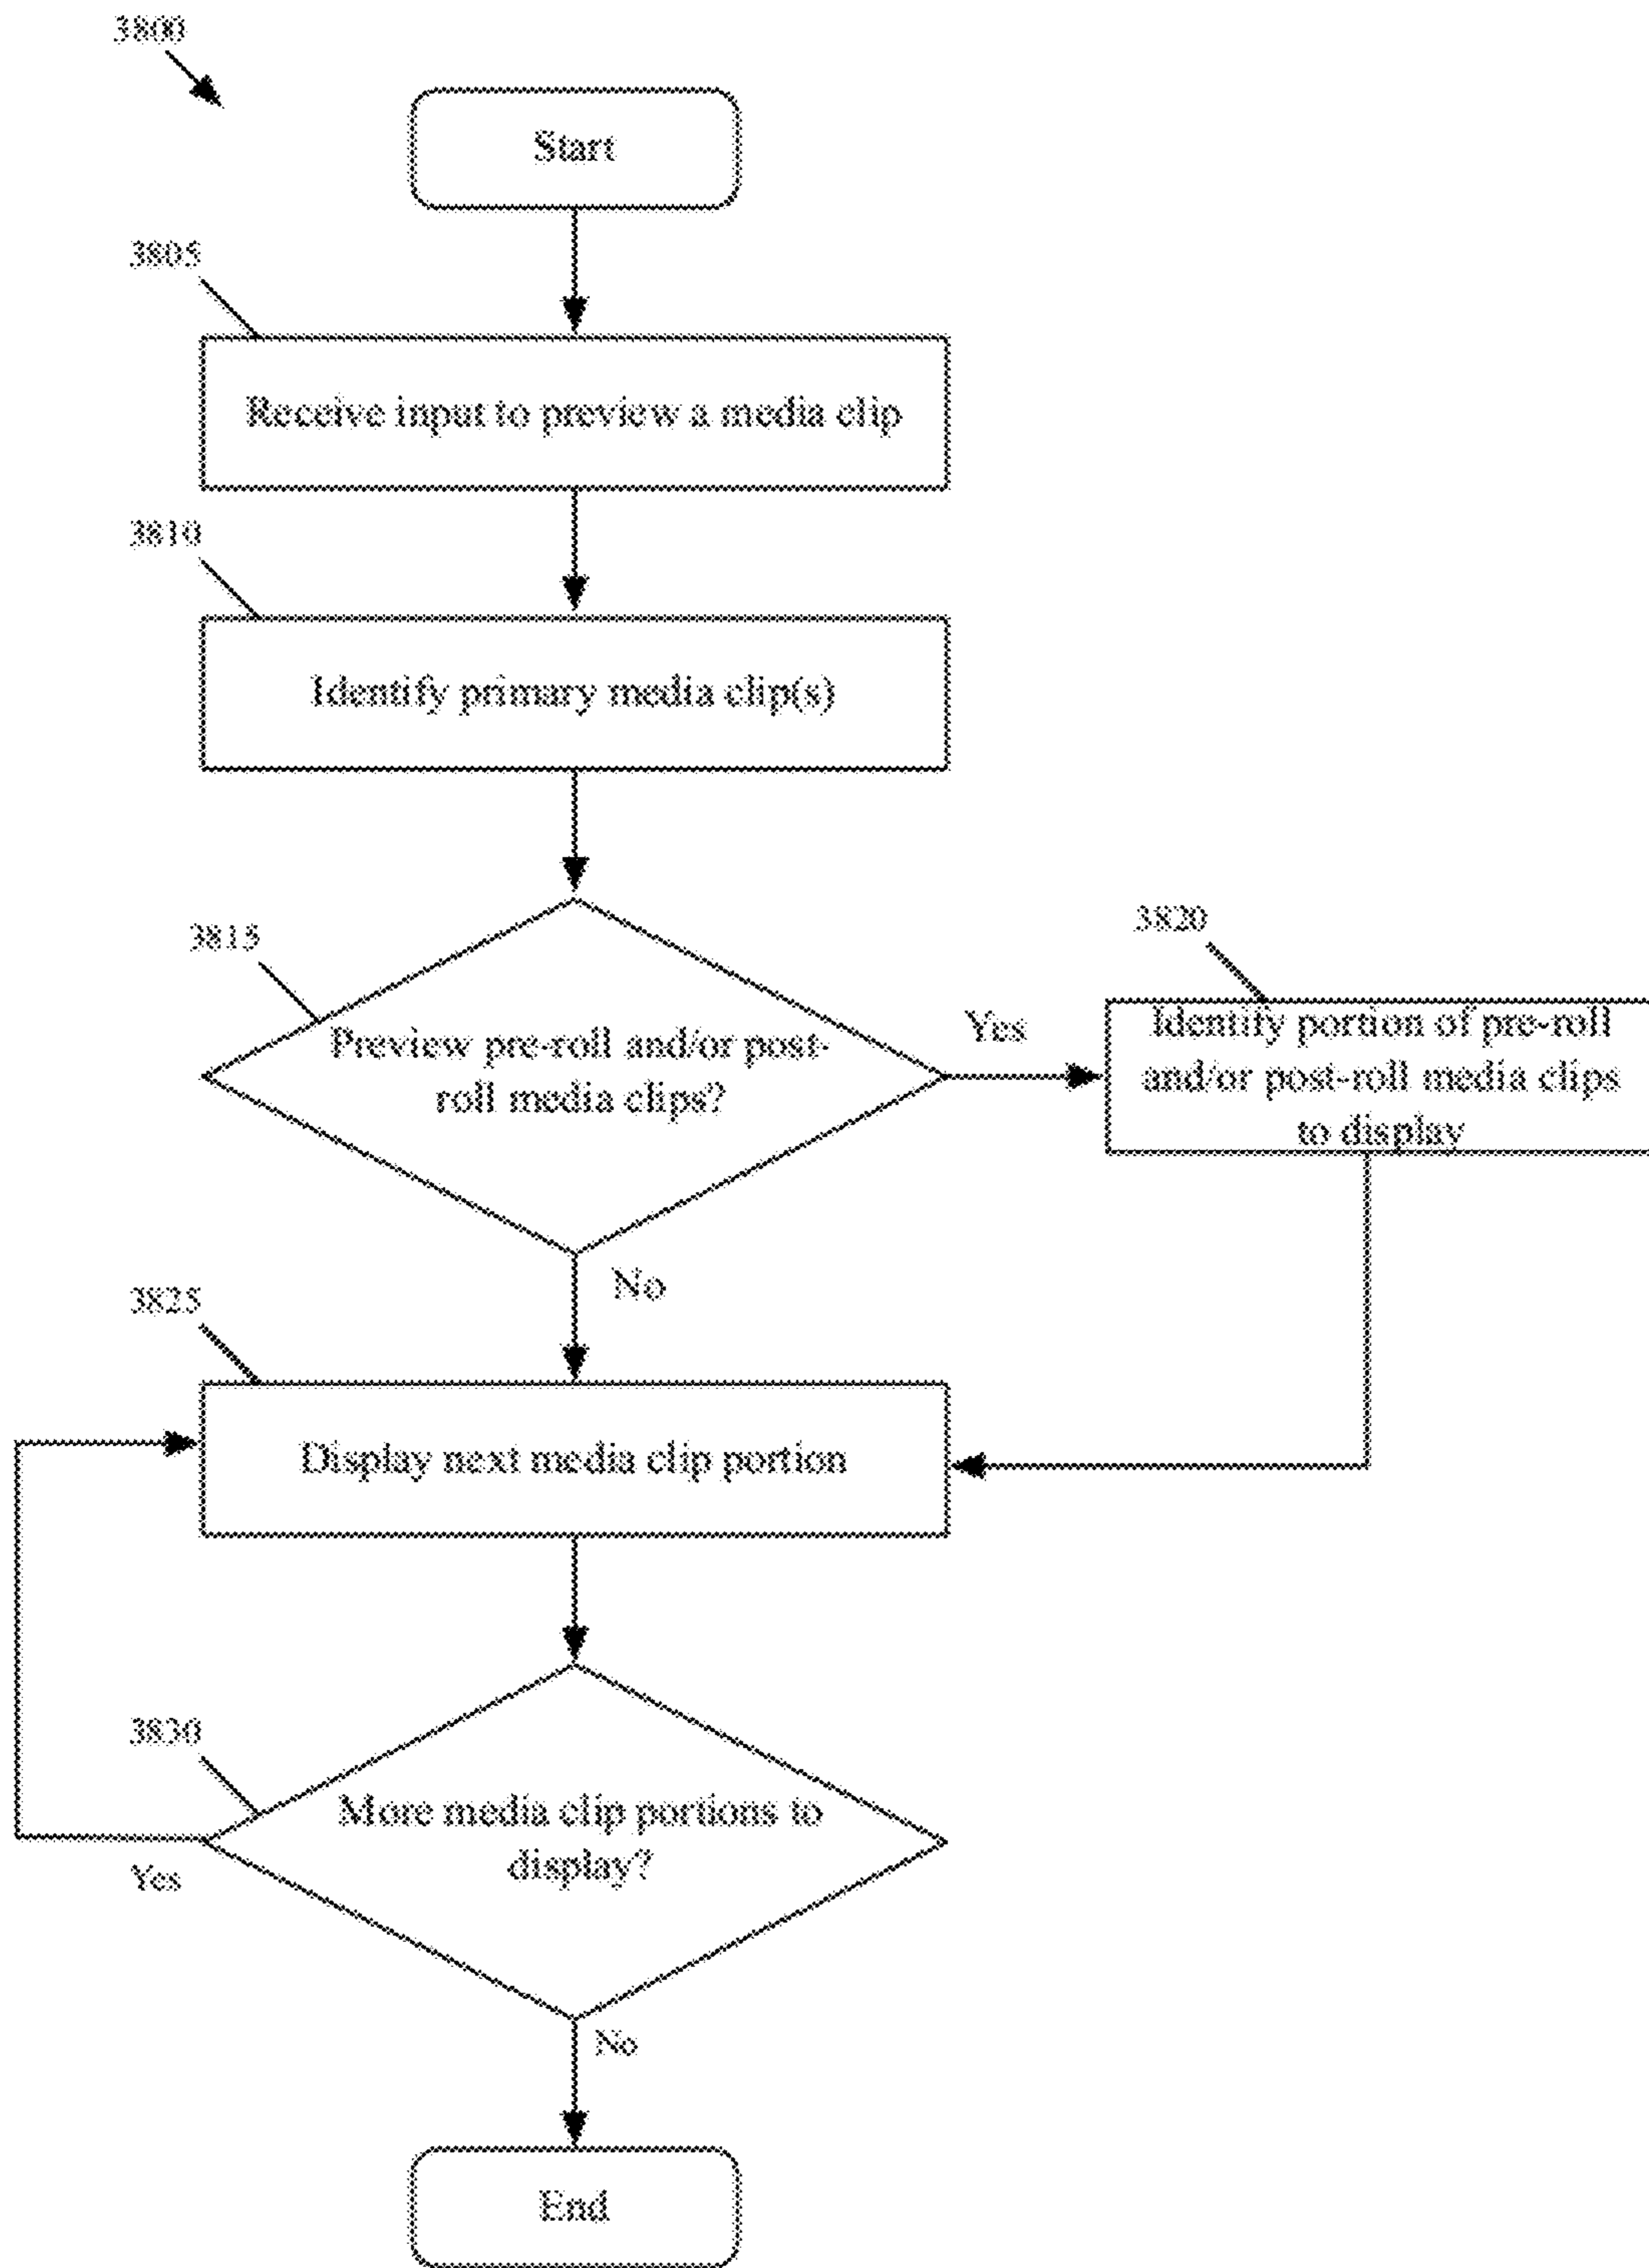 3800
Start
3805
Receive input to preview a media clip
3810
Identify primary media clip(s)
3815
Preview pre-roll and/or post-
roll media clips?
Yes
3820
Identify portion of pre-roll
and/or post-roll media clips
to display
No
3825
Display next media clip portion
3830
More media clip portions to
display?
Yes
No
End